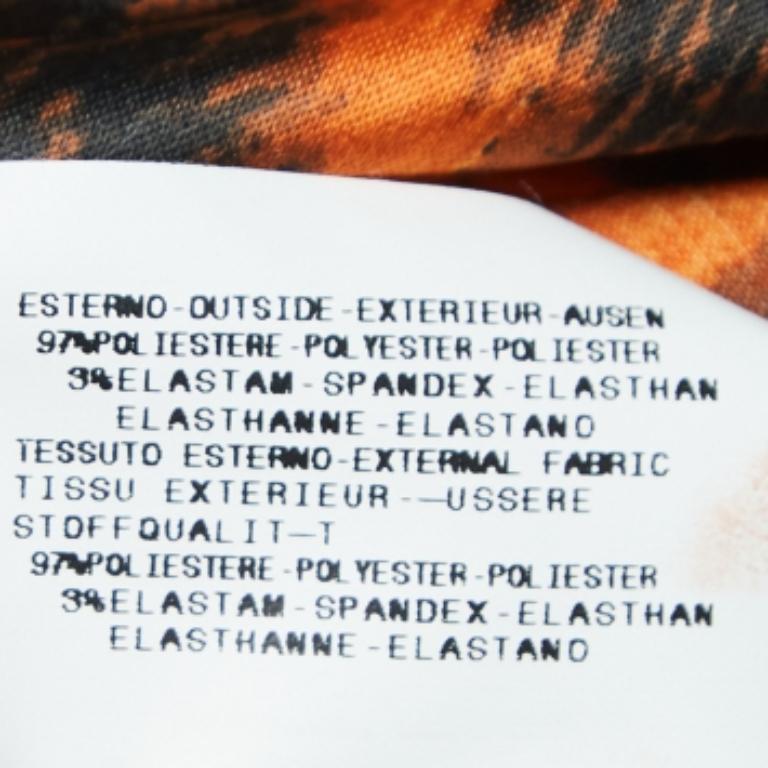 ESTERNO-OUTSIDE-EXTERIEUR-AUSEN
97%POLIESTERE-POLYESTER-POLIESTER
3%ELASTAM-SPANDEX-ELASTHAN
ELASTHANNE-ELASTANO
TESSUTO ESTERNO-EXTERNAL FABRIC
TISSU EXTERIEUR-—USSERE
STOFFQUALIT—T
97%POLIESTERE-POLYESTER-POLIESTER
3%ELASTAM-SPANDEX-ELASTHAN
ELASTHANNE-ELASTANO